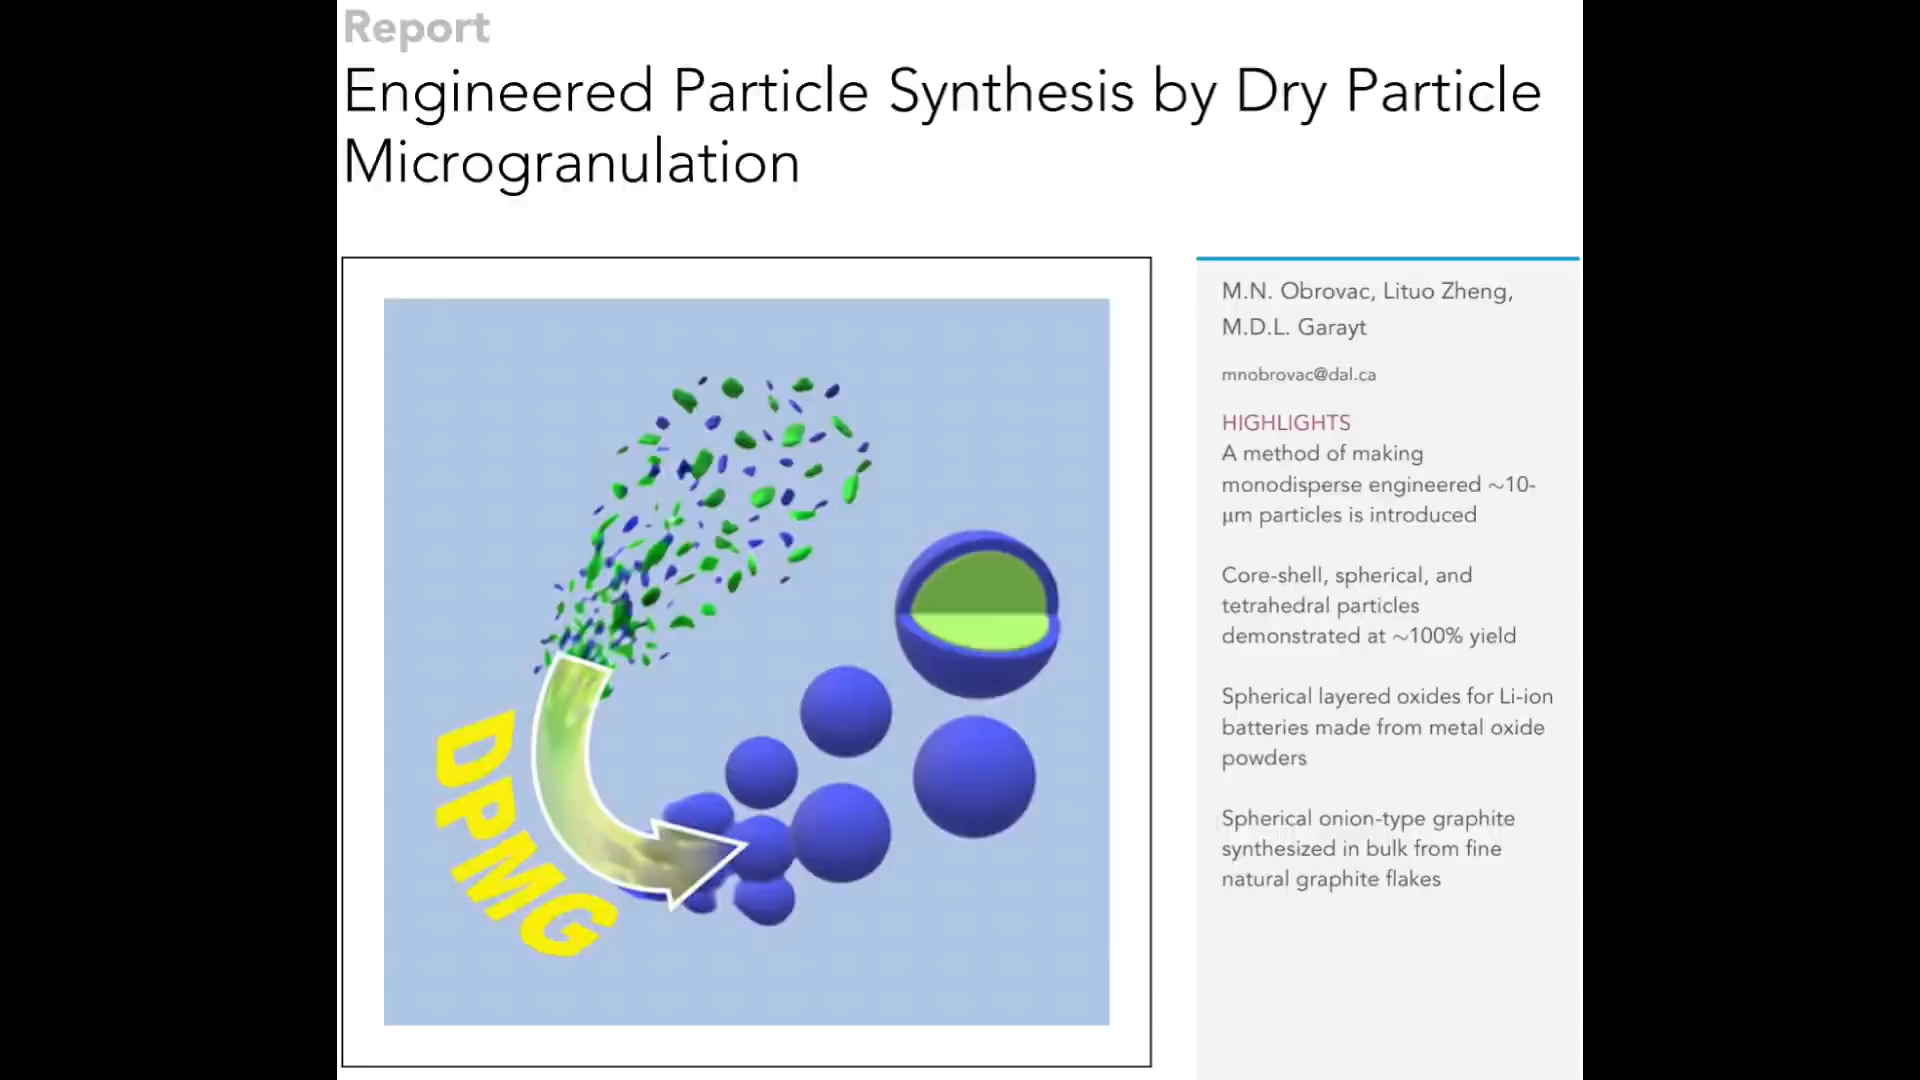 Report
Engineered Particle Synthesis by Dry Particle
Microgranulation
DPMG
M.N. Obrovac, Lituo Zheng,
M.D.L. Garayt
mnobrovac@dal.ca
HIGHLIGHTS
A method of making
monodisperse engineered ~10-
μm particles is introduced
Core-shell, spherical, and
tetrahedral particles
demonstrated at ~100% yield
Spherical layered oxides for Li-ion
batteries made from metal oxide
powders
Spherical onion-type graphite
synthesized in bulk from fine
natural graphite flakes